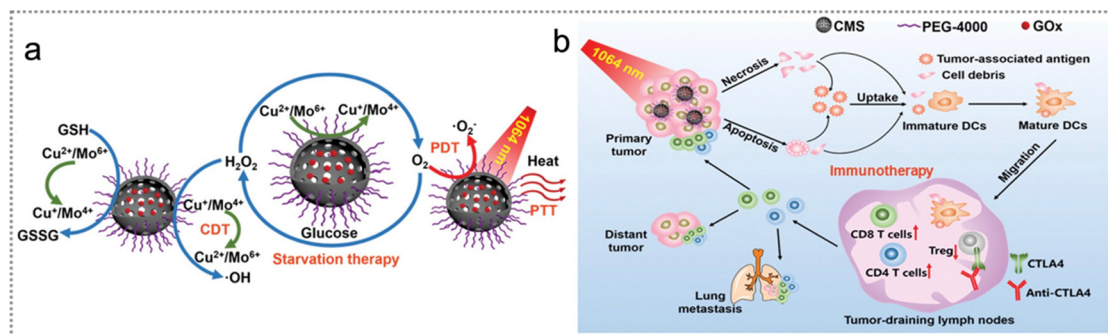 a
GSH
Cu²⁺/Mo⁶⁺
Cu⁺/Mo⁴⁺
GSSG
H₂O₂
Cu⁺/Mo⁴⁺
CDT
Cu²⁺/Mo⁶⁺
·OH
Cu²⁺/Mo⁶⁺
Cu⁺/Mo⁴⁺
Glucose
Starvation therapy
O₂
PDT
·O₂⁻
1064 nm
Heat
PTT
b
CMS
PEG-4000
GOx
1064 nm
Primary
tumor
Necrosis
Apoptosis
Tumor-associated antigen
Cell debris
Uptake
Immature DCs
Mature DCs
Immunotherapy
Migration
Distant
tumor
Lung
metastasis
CD8 T cells
CD4 T cells
Treg
CTLA4
Anti-CTLA4
Tumor-draining lymph nodes